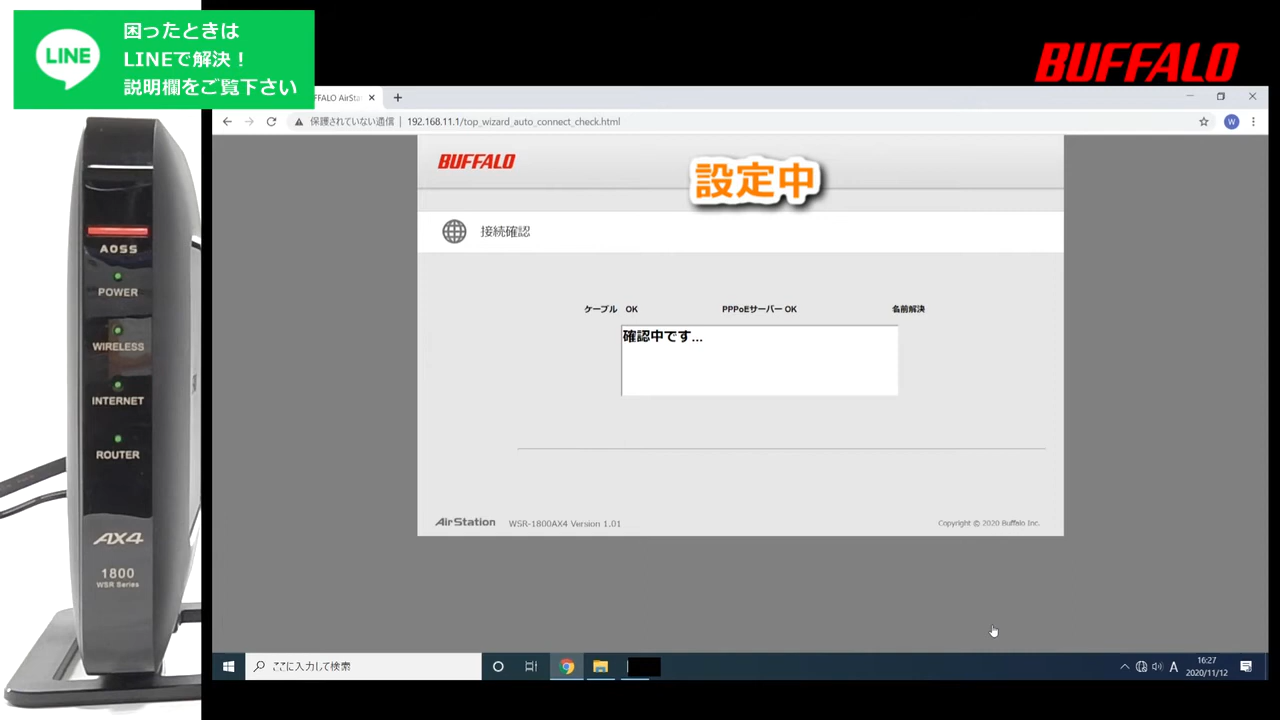 困ったときは
LINEで解決！
説明欄をご覧下さい
LINE
BUFFALO
FFALO AirSta
保護されていない通信 | 192.168.11.1/top_wizard_auto_connect_check.html
W
BUFFALO
設定中
接続確認
ケーブル OK
PPPoEサーバー OK
名前解決
確認中です...
AirStation WSR-1800AX4 Version 1.01
Copyright © 2020 Buffalo Inc.
AOSS
POWER
WIRELESS
INTERNET
ROUTER
AX4
1800
WSR Series
ここに入力して検索
A
16:27
2020/11/12